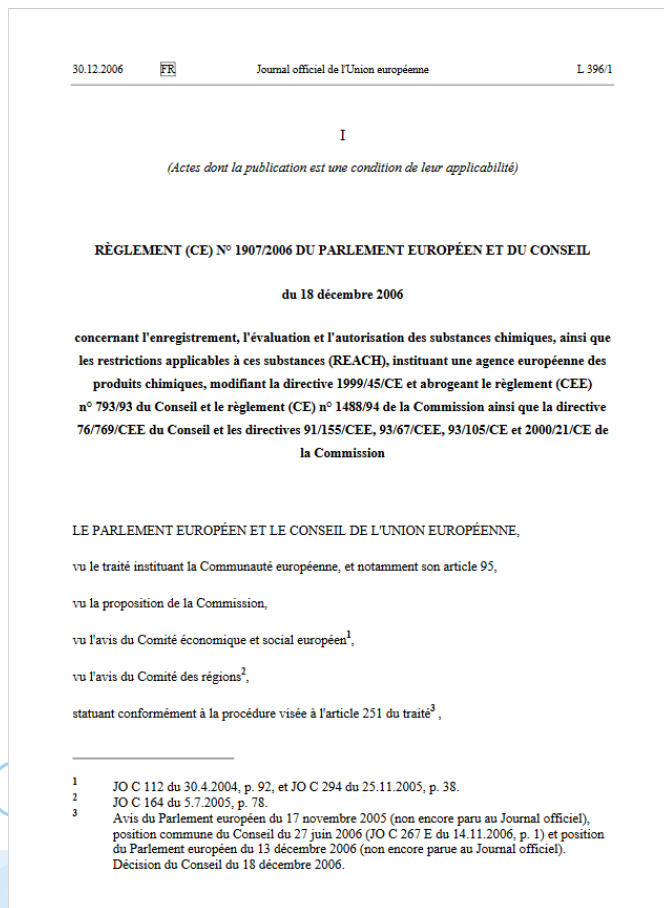 30.12.2006 FR Journal officiel de l'Union européenne L 396/1
I
(Actes dont la publication est une condition de leur applicabilité)
RÈGLEMENT (CE) N° 1907/2006 DU PARLEMENT EUROPÉEN ET DU CONSEIL
du 18 décembre 2006
concernant l'enregistrement, l'évaluation et l'autorisation des substances chimiques, ainsi que
les restrictions applicables à ces substances (REACH), instituant une agence européenne des
produits chimiques, modifiant la directive 1999/45/CE et abrogeant le règlement (CEE)
n° 793/93 du Conseil et le règlement (CE) n° 1488/94 de la Commission ainsi que la directive
76/769/CEE du Conseil et les directives 91/155/CEE, 93/67/CEE, 93/105/CE et 2000/21/CE de
la Commission
LE PARLEMENT EUROPÉEN ET LE CONSEIL DE L'UNION EUROPÉENNE,
vu le traité instituant la Communauté européenne, et notamment son article 95,
vu la proposition de la Commission,
vu l'avis du Comité économique et social européen¹,
vu l'avis du Comité des régions²,
statuant conformément à la procédure visée à l'article 251 du traité³ ,
¹ JO C 112 du 30.4.2004, p. 92, et JO C 294 du 25.11.2005, p. 38.
² JO C 164 du 5.7.2005, p. 78.
³ Avis du Parlement européen du 17 novembre 2005 (non encore paru au Journal officiel),
position commune du Conseil du 27 juin 2006 (JO C 267 E du 14.11.2006, p. 1) et position
du Parlement européen du 13 décembre 2006 (non encore parue au Journal officiel).
Décision du Conseil du 18 décembre 2006.